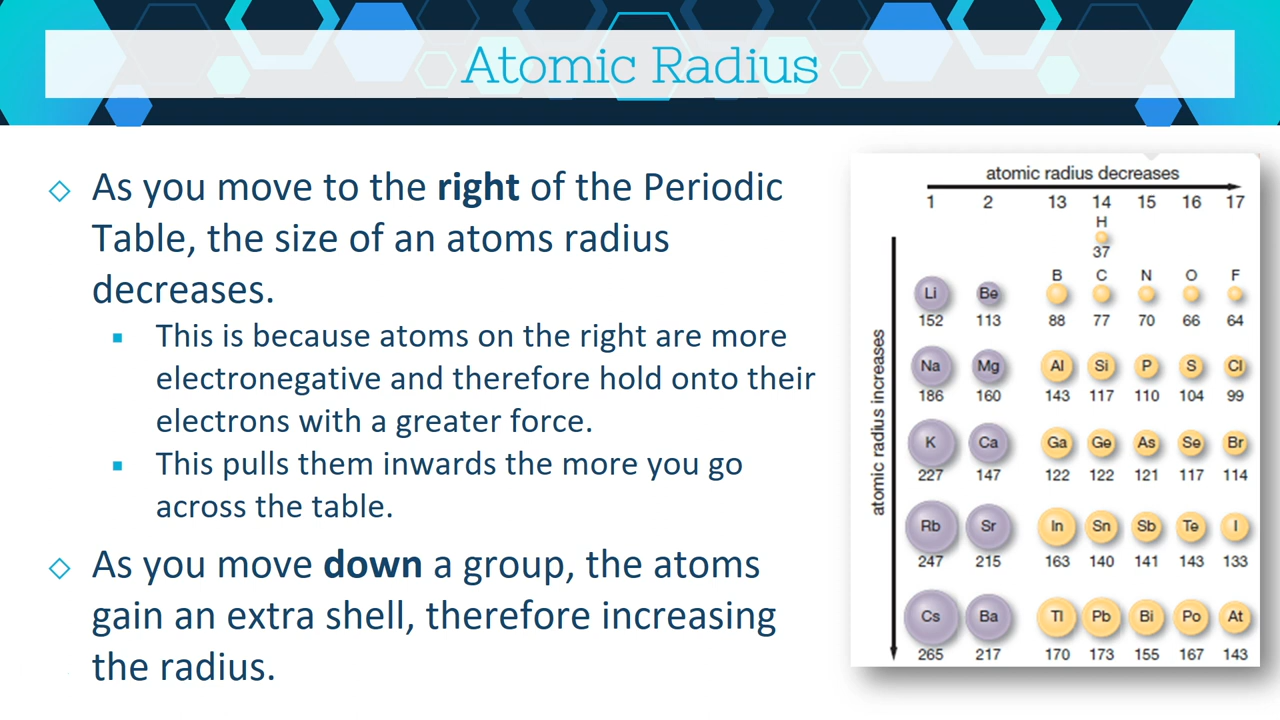 Atomic Radius
As you move to the right of the Periodic
Table, the size of an atoms radius
decreases.
This is because atoms on the right are more
electronegative and therefore hold onto their
electrons with a greater force.
This pulls them inwards the more you go
across the table.
As you move down a group, the atoms
gain an extra shell, therefore increasing
the radius.
atomic radius decreases
1 2 13 14 15 16 17
H
37
atomic radius increases
B C N O F
Li Be
152 113 88 77 70 66 64
Na Mg Al Si P S Cl
186 160 143 117 110 104 99
K Ca Ga Ge As Se Br
227 147 122 122 121 117 114
Rb Sr In Sn Sb Te I
247 215 163 140 141 143 133
Cs Ba Tl Pb Bi Po At
265 217 170 173 155 167 143